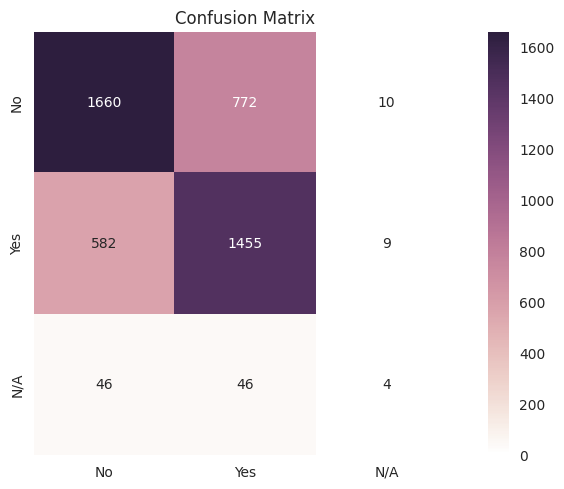 Confusion Matrix
No 1660 772 10
Yes 582 1455 9
N/A 46 46 4
No Yes N/A
1600
1400
1200
1000
800
600
400
200
0